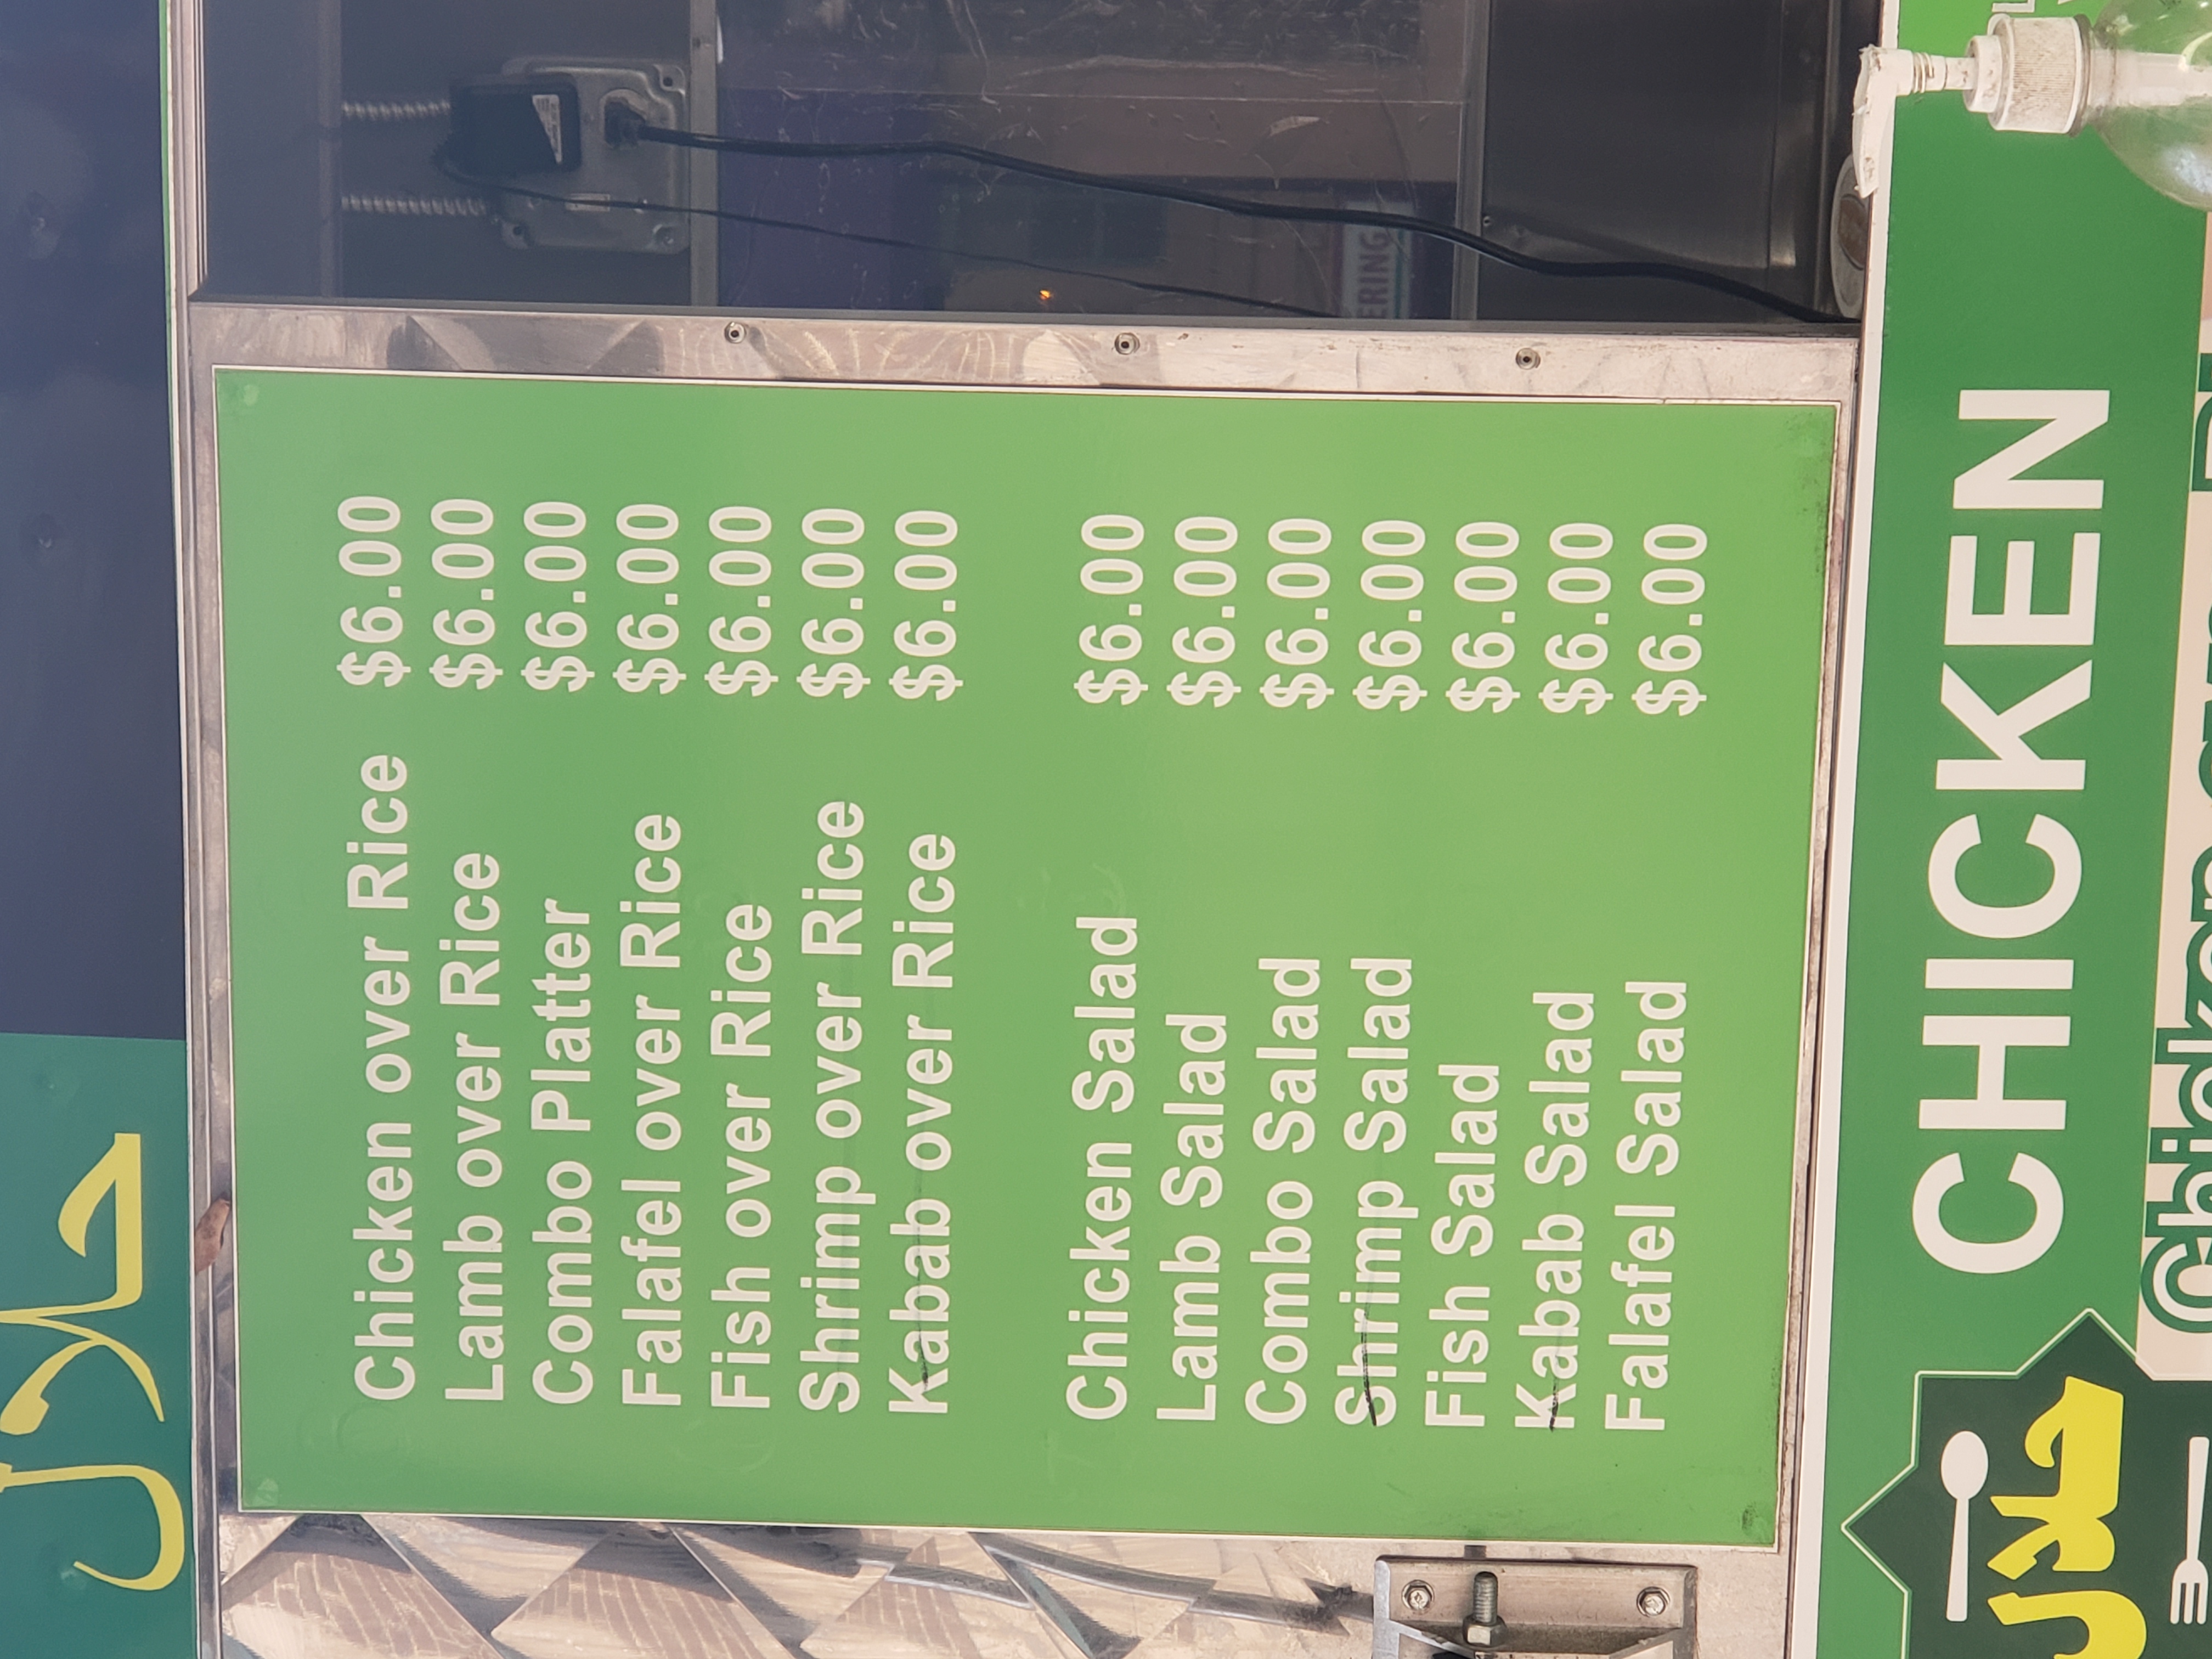 حلال
Chicken over Rice $6.00
Lamb over Rice $6.00
Combo Platter $6.00
Falafel over Rice $6.00
Fish over Rice $6.00
Shrimp over Rice $6.00
Kabab over Rice $6.00
Chicken Salad $6.00
Lamb Salad $6.00
Combo Salad $6.00
Shrimp Salad $6.00
Fish Salad $6.00
Kabab Salad $6.00
Falafel Salad $6.00
ERING
CHICKEN
حلال
Chicken over